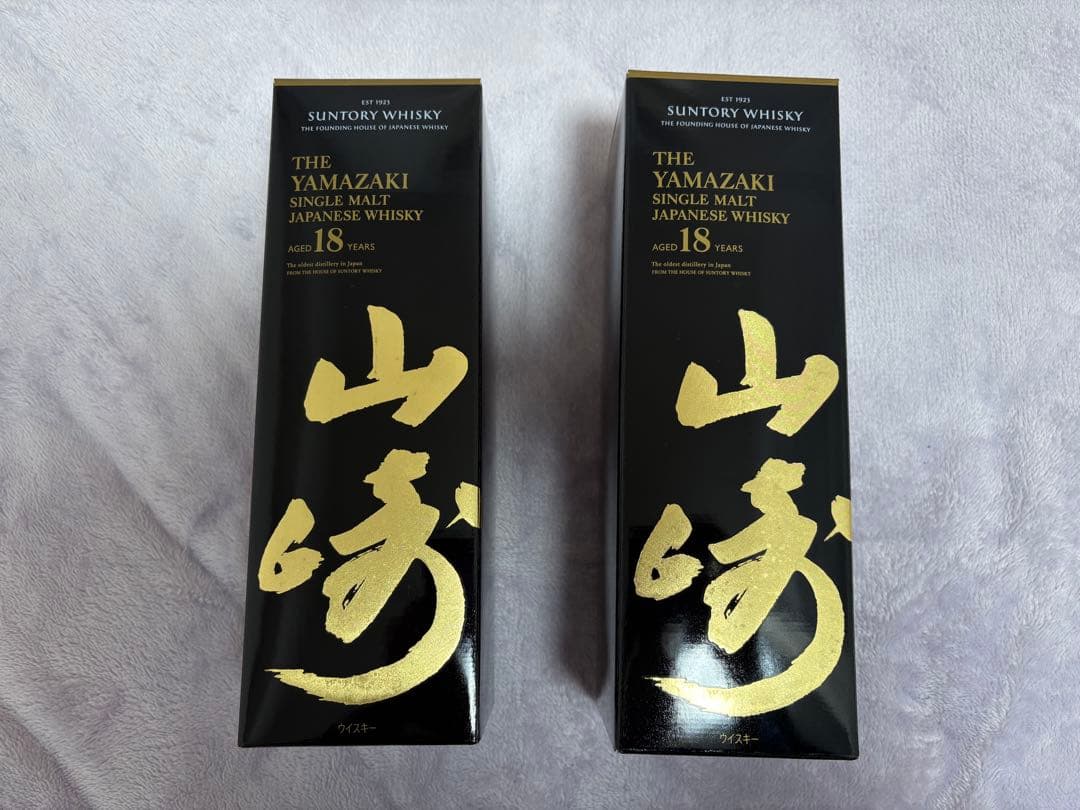 EST 1923
SUNTORY WHISKY
THE FOUNDING HOUSE OF JAPANESE WHISKY
THE
YAMAZAKI
SINGLE MALT
JAPANESE WHISKY
AGED 18 YEARS
The oldest distillery in Japan
FROM THE HOUSE OF SUNTORY WHISKY
山
崎
ウイスキー
EST 1923
SUNTORY WHISKY
THE FOUNDING HOUSE OF JAPANESE WHISKY
THE
YAMAZAKI
SINGLE MALT
JAPANESE WHISKY
AGED 18 YEARS
The oldest distillery in Japan
FROM THE HOUSE OF SUNTORY WHISKY
山
崎
ウイスキー